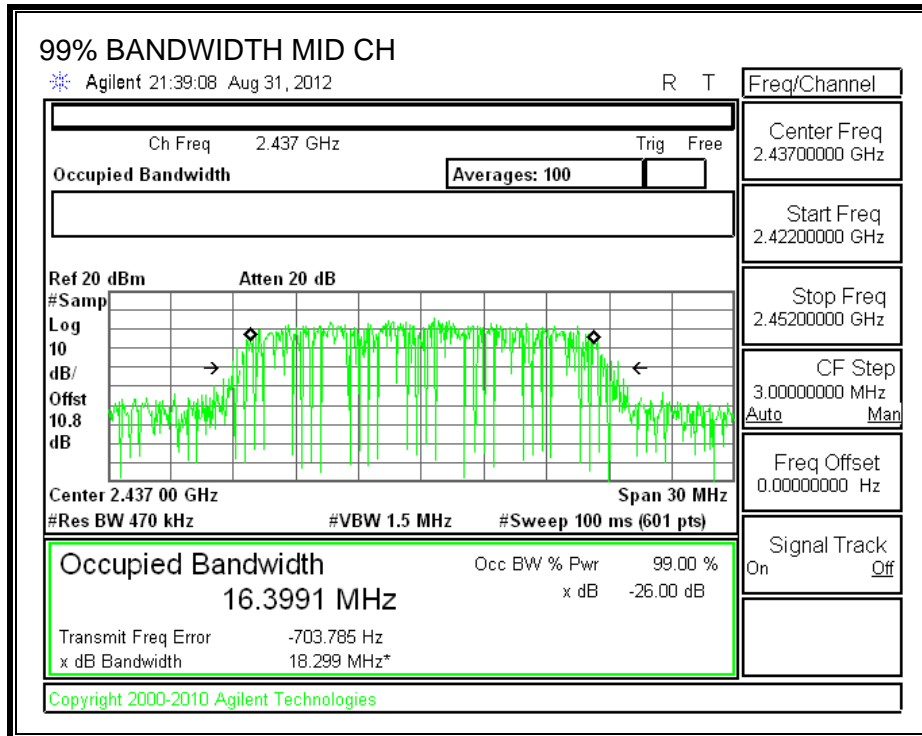 99% BANDWIDTH MID CH
Agilent 21:39:08 Aug 31, 2012 R T
Freq/Channel
Ch Freq 2.437 GHz Trig Free
Occupied Bandwidth Averages: 100
Center Freq
2.43700000 GHz
Start Freq
2.42200000 GHz
Stop Freq
2.45200000 GHz
CF Step
3.00000000 MHz
Auto Man
Freq Offset
0.00000000 Hz
Signal Track
On Off
Ref 20 dBm Atten 20 dB
#Samp
Log
10
dB/
Offst
10.8
dB
Center 2.437 00 GHz Span 30 MHz
#Res BW 470 kHz #VBW 1.5 MHz #Sweep 100 ms (601 pts)
Occupied Bandwidth Occ BW % Pwr 99.00 %
16.3991 MHz x dB -26.00 dB
Transmit Freq Error -703.785 Hz
x dB Bandwidth 18.299 MHz*
Copyright 2000-2010 Agilent Technologies